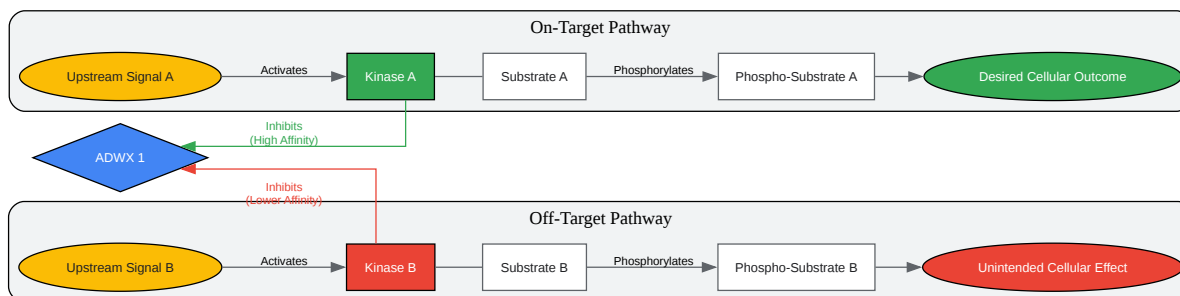 On-Target Pathway
Upstream Signal A
Activates
Kinase A
Substrate A
Phosphorylates
Phospho-Substrate A
Desired Cellular Outcome
Inhibits
(High Affinity)
ADWX 1
Inhibits
(Lower Affinity)
Off-Target Pathway
Upstream Signal B
Activates
Kinase B
Substrate B
Phosphorylates
Phospho-Substrate B
Unintended Cellular Effect